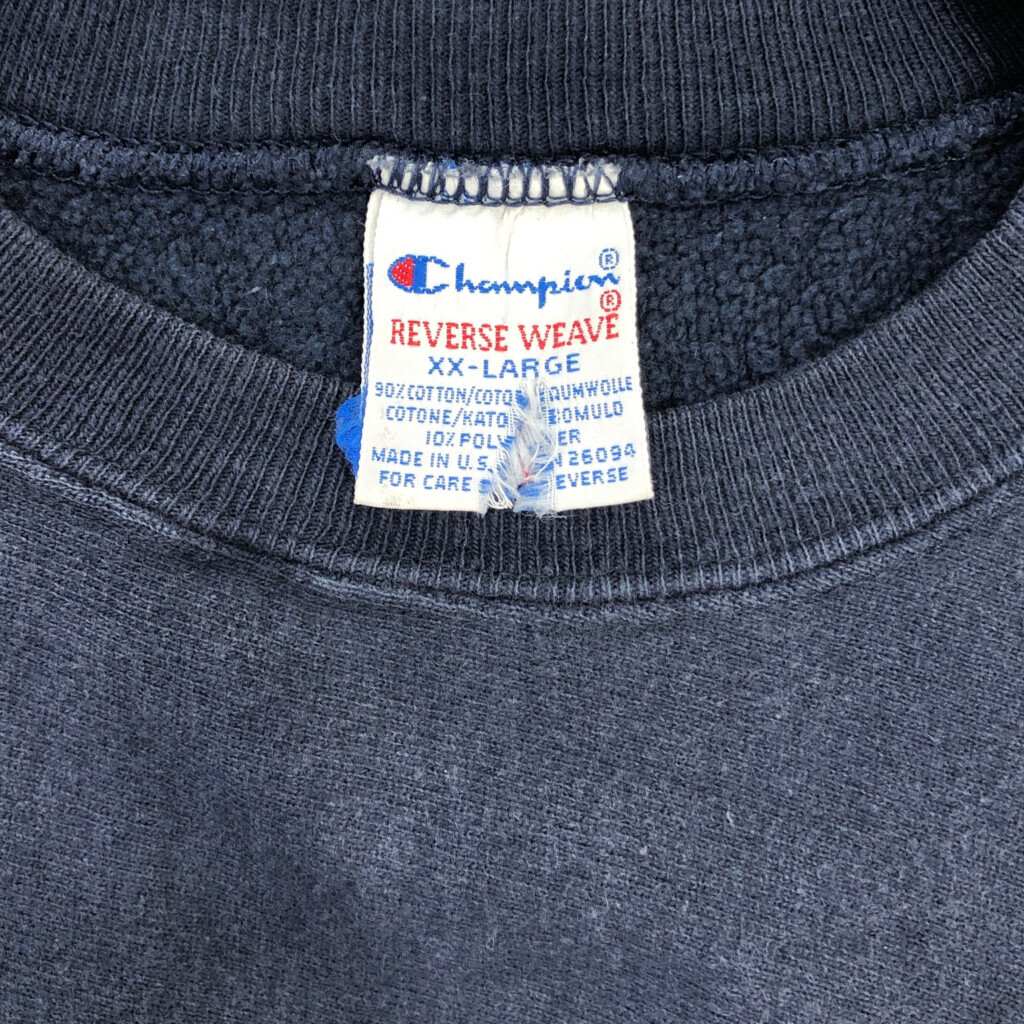 Champion®
REVERSE WEAVE®
XX-LARGE
90% COTTON/COTO AUMWOLLE
COTONE/KATO OMULO
10% POLY ER
MADE IN U.S. N 26094
FOR CARE EVERSE